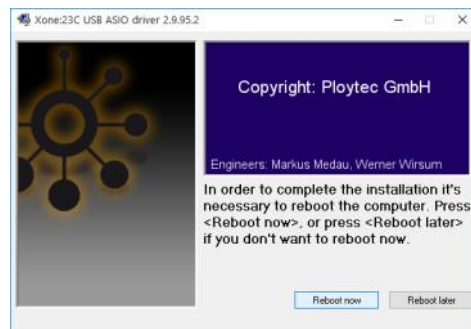 Xone:23C USB ASIO driver 2.9.95.2
Copyright: Ploytec GmbH
Engineers: Markus Medau, Werner Wirsum
In order to complete the installation it's
necessary to reboot the computer. Press
<Reboot now>, or press <Reboot later>
if you don't want to reboot now.
Reboot now
Reboot later